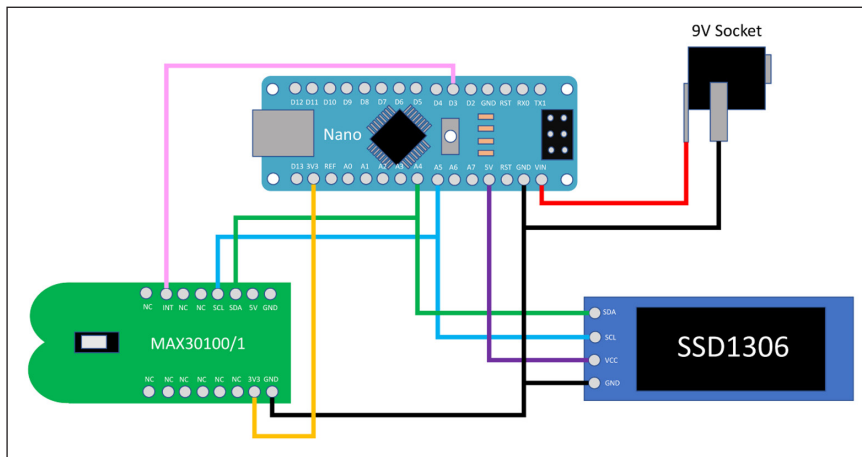 9V Socket
D12 D11 D10 D9 D8 D7 D6 D5 D4 D3 D2 GND RST RX0 TX1
Nano
D13 3V3 REF A0 A1 A2 A3 A4 A5 A6 A7 5V RST GND VIN
NC INT NC NC SCL SDA 5V GND
MAX30100/1
NC NC NC NC NC NC 3V3 GND
SDA
SCL
VCC
GND
SSD1306